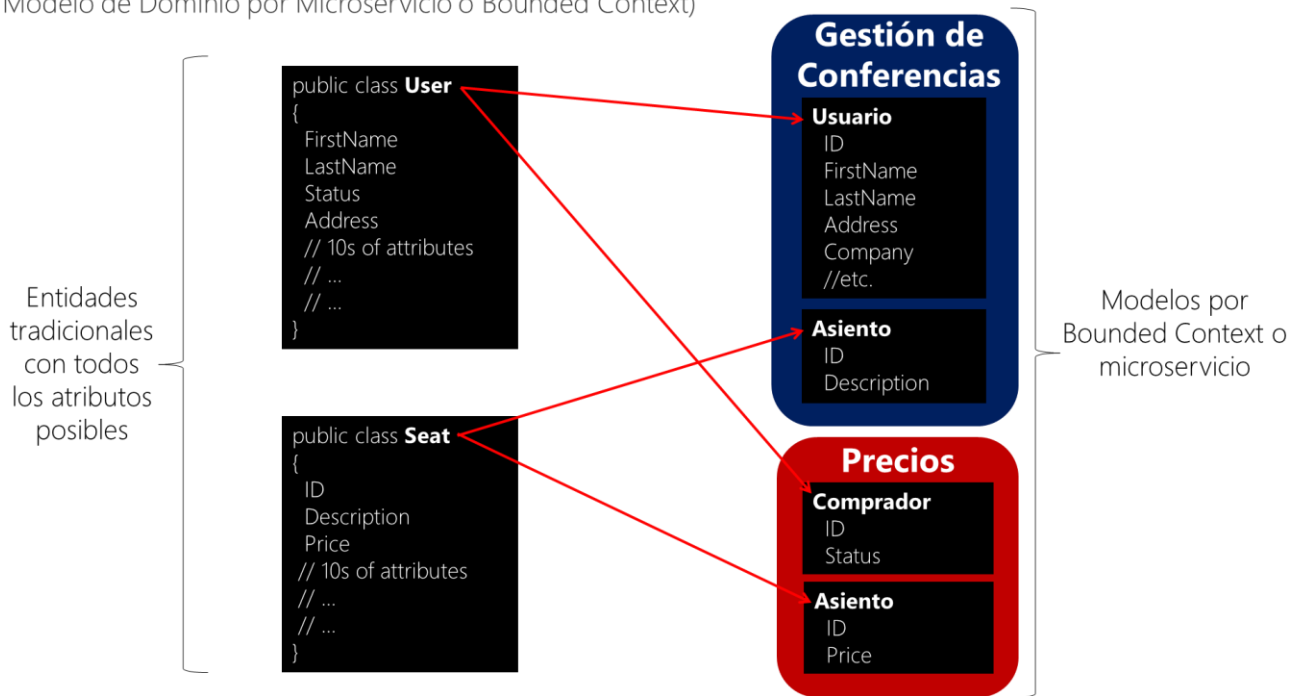 Modelo de Dominio por Microservicio o Bounded Context)
Entidades
tradicionales
con todos
los atributos
posibles
public class User
{
FirstName
LastName
Status
Address
// 10s of attributes
// ...
// ...
}
public class Seat
{
ID
Description
Price
// 10s of attributes
// ...
// ...
}
Gestión de
Conferencias
Usuario
ID
FirstName
LastName
Address
Company
//etc.
Asiento
ID
Description
Precios
Comprador
ID
Status
Asiento
ID
Price
Modelos por
Bounded Context o
microservicio